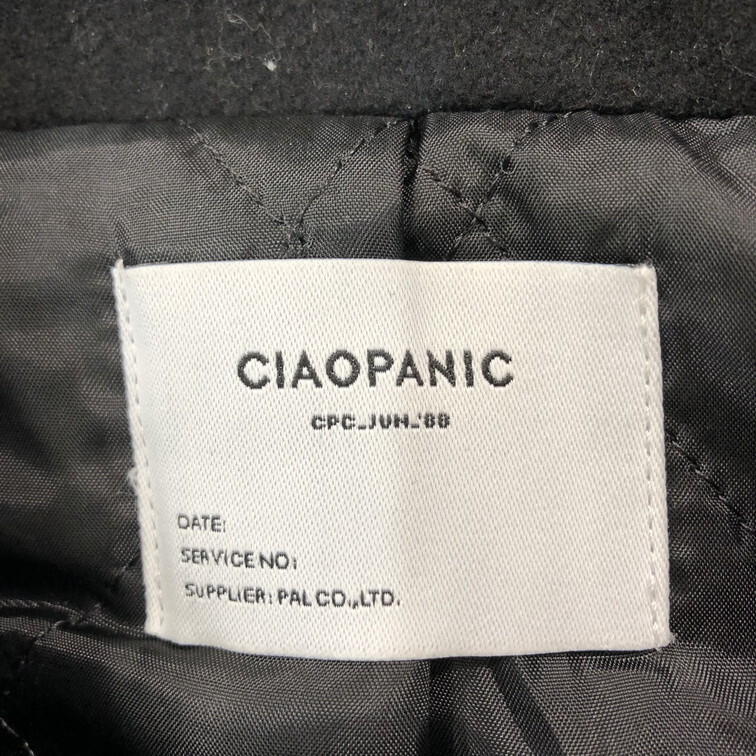 CIAOPANIC
CPC_JUN_'88
DATE:
SERVICE NO:
SUPPLIER: PAL CO.,LTD.